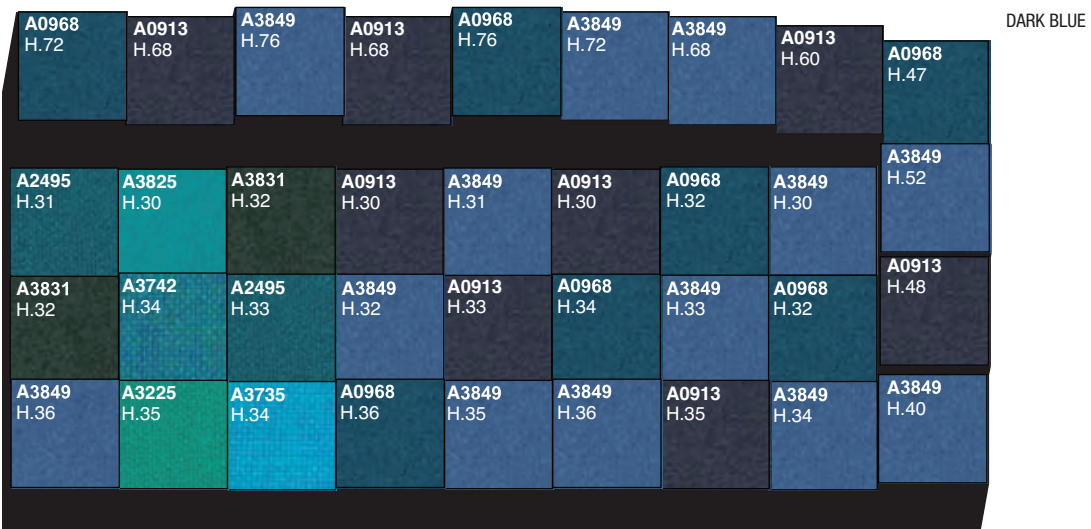 A0968
H.72
A0913
H.68
A3849
H.76
A0913
H.68
A0968
H.76
A3849
H.72
A3849
H.68
A0913
H.60
A0968
H.47
DARK BLUE
A2495
H.31
A3825
H.30
A3831
H.32
A0913
H.30
A3849
H.31
A0913
H.30
A0968
H.32
A3849
H.30
A3849
H.52
A3831
H.32
A3742
H.34
A2495
H.33
A3849
H.32
A0913
H.33
A0968
H.34
A3849
H.33
A0968
H.32
A0913
H.48
A3849
H.36
A3225
H.35
A3735
H.34
A0968
H.36
A3849
H.35
A3849
H.36
A0913
H.35
A3849
H.34
A3849
H.40